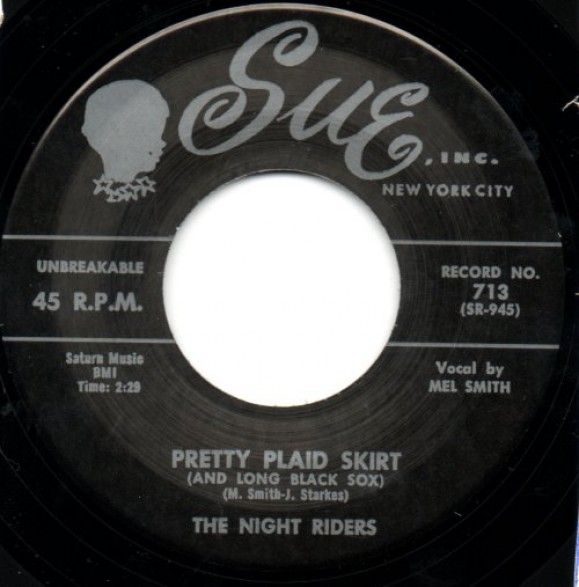 Sue, INC.
NEW YORK CITY
UNBREAKABLE
45 R.P.M.
RECORD NO.
713
(SR-945)
Saturn Music
BMI
Time: 2:29
Vocal by
MEL SMITH
PRETTY PLAID SKIRT
(AND LONG BLACK SOX)
(M. Smith-J. Starkes)
THE NIGHT RIDERS